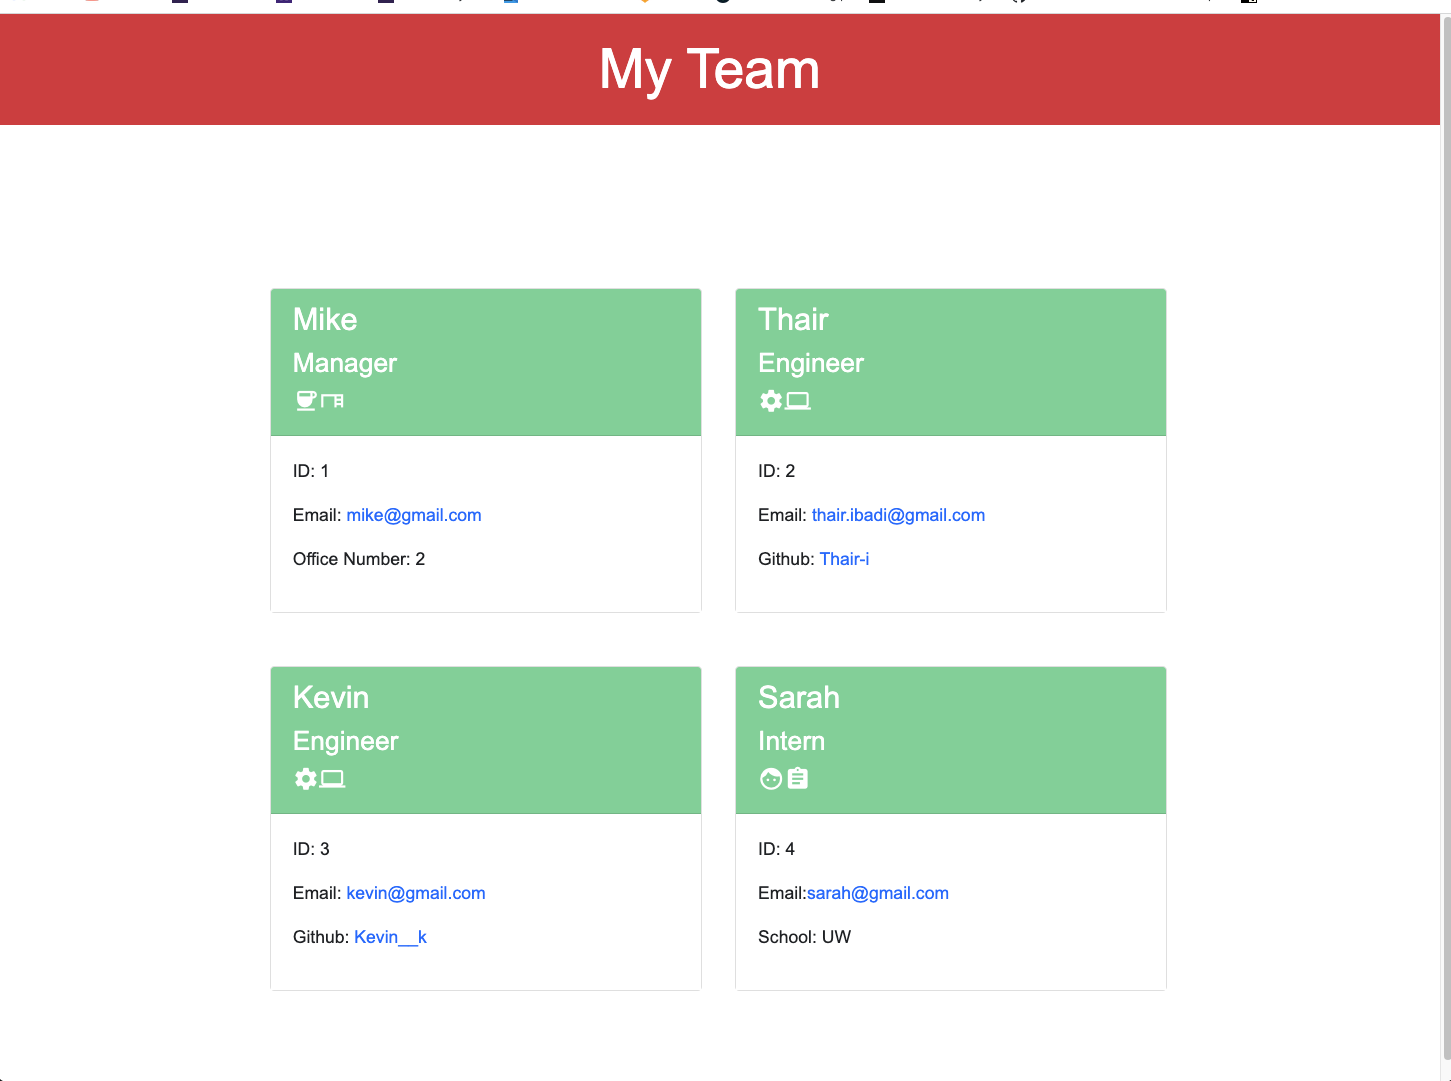 My Team
Mike
Manager
ID: 1
Email: mike@gmail.com
Office Number: 2
Thair
Engineer
ID: 2
Email: thair.ibadi@gmail.com
Github: Thair-i
Kevin
Engineer
ID: 3
Email: kevin@gmail.com
Github: Kevin__k
Sarah
Intern
ID: 4
Email:sarah@gmail.com
School: UW